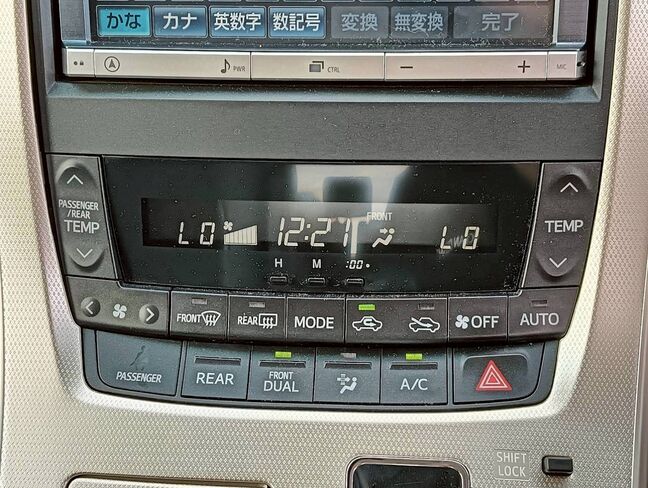 かな カナ 英数字 数記号 変換 無変換 完了
PWR CTRL − + MIC
PASSENGER
/REAR
TEMP
FRONT
LO 12:27 LO
TEMP
H M :00
FRONT REAR MODE OFF AUTO
PASSENGER REAR FRONT DUAL A/C
SHIFT
LOCK